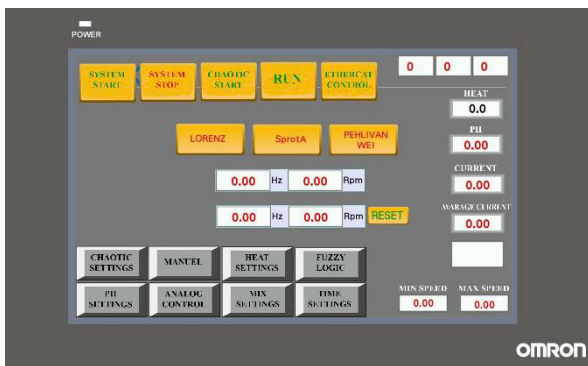 POWER
SYSTEM START
SYSTEM STOP
CHAOTIC START
RUN
ETHERCAT CONTROL
0 0 0
HEAT
0.0
PH
0.00
CURRENT
0.00
AVARAGE CURRENT
0.00
LORENZ
SprotA
PEHLIVAN WEI
0.00 Hz 0.00 Rpm
0.00 Hz 0.00 Rpm RESET
CHAOTIC SETTINGS
MANUEL
HEAT SETTINGS
FUZZY LOGIC
PH SETTINGS
ANALOG CONTROL
MIX SETTINGS
TIME SETTINGS
MIN SPEED
0.00
MAX SPEED
0.00
OMRON